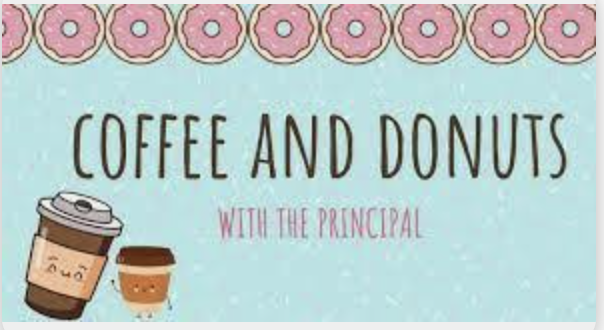 COFFEE AND DONUTS
WITH THE PRINCIPAL